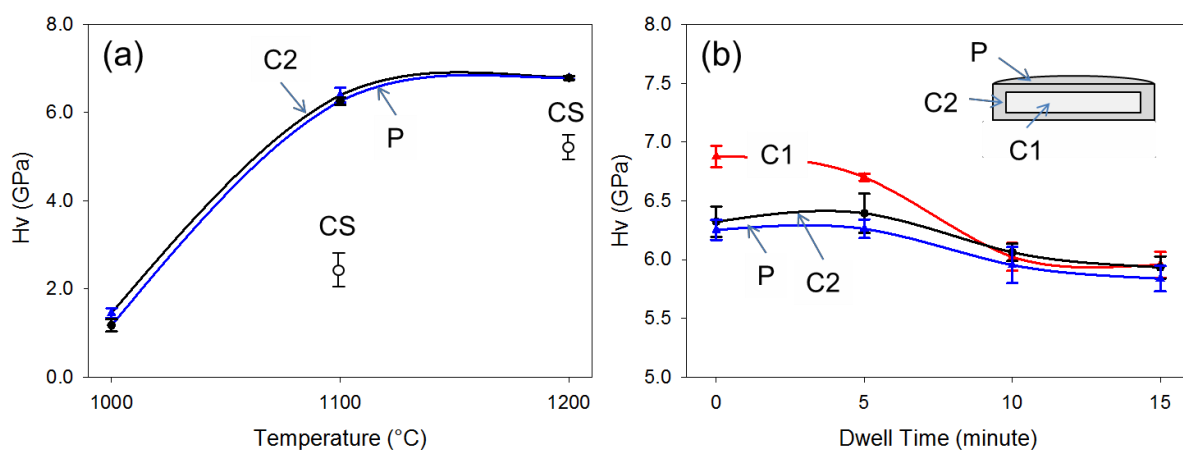 (a)
Hv (GPa)
8.0
6.0
4.0
2.0
0.0
C2
P
CS
CS
1000
1100
1200
Temperature (°C)
(b)
Hv (GPa)
8.0
7.5
7.0
6.5
6.0
5.5
5.0
P
C2
C1
C1
P
C2
0
5
10
15
Dwell Time (minute)